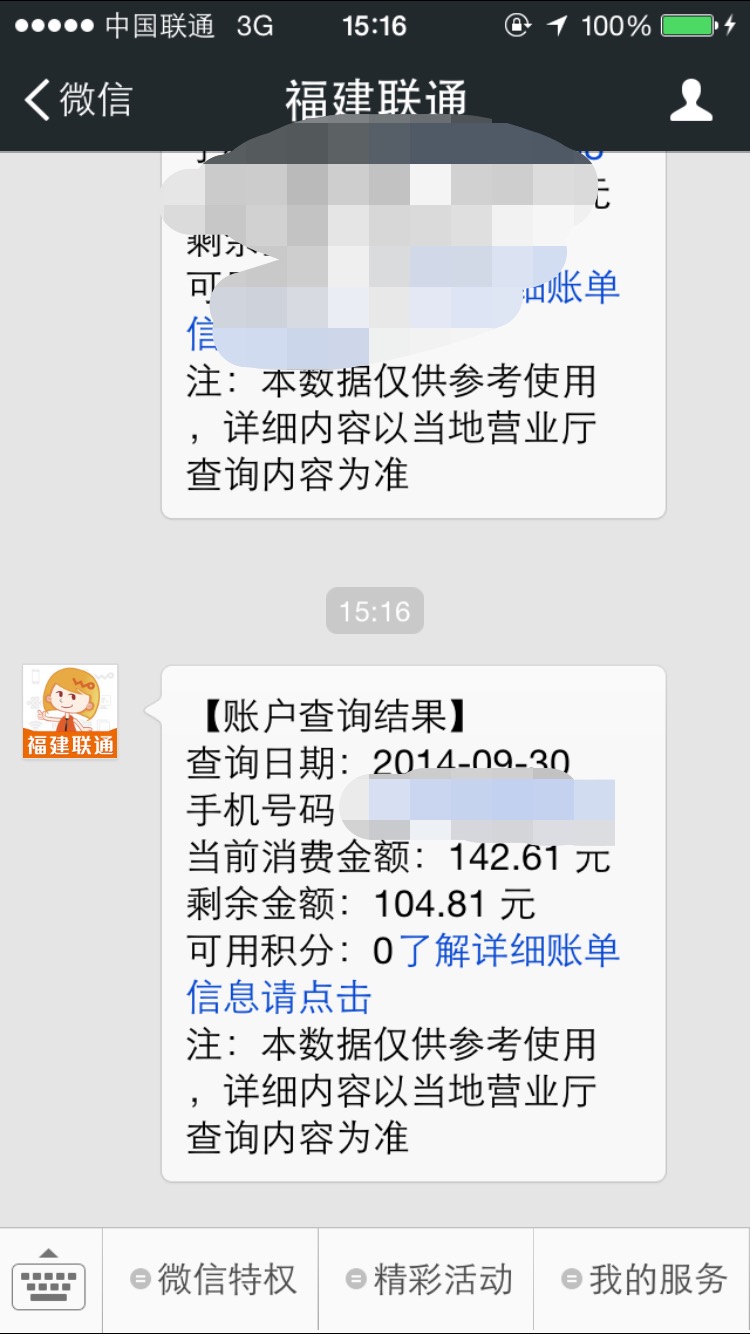 中国联通 3G 15:16 100%
微信 福建联通
元
剩余
细账单
信
注：本数据仅供参考使用
，详细内容以当地营业厅
查询内容为准
15:16
福建联通
【账户查询结果】
查询日期：2014-09-30
手机号码
当前消费金额：142.61 元
剩余金额：104.81 元
可用积分：0了解详细账单
信息请点击
注：本数据仅供参考使用
，详细内容以当地营业厅
查询内容为准
微信特权 精彩活动 我的服务